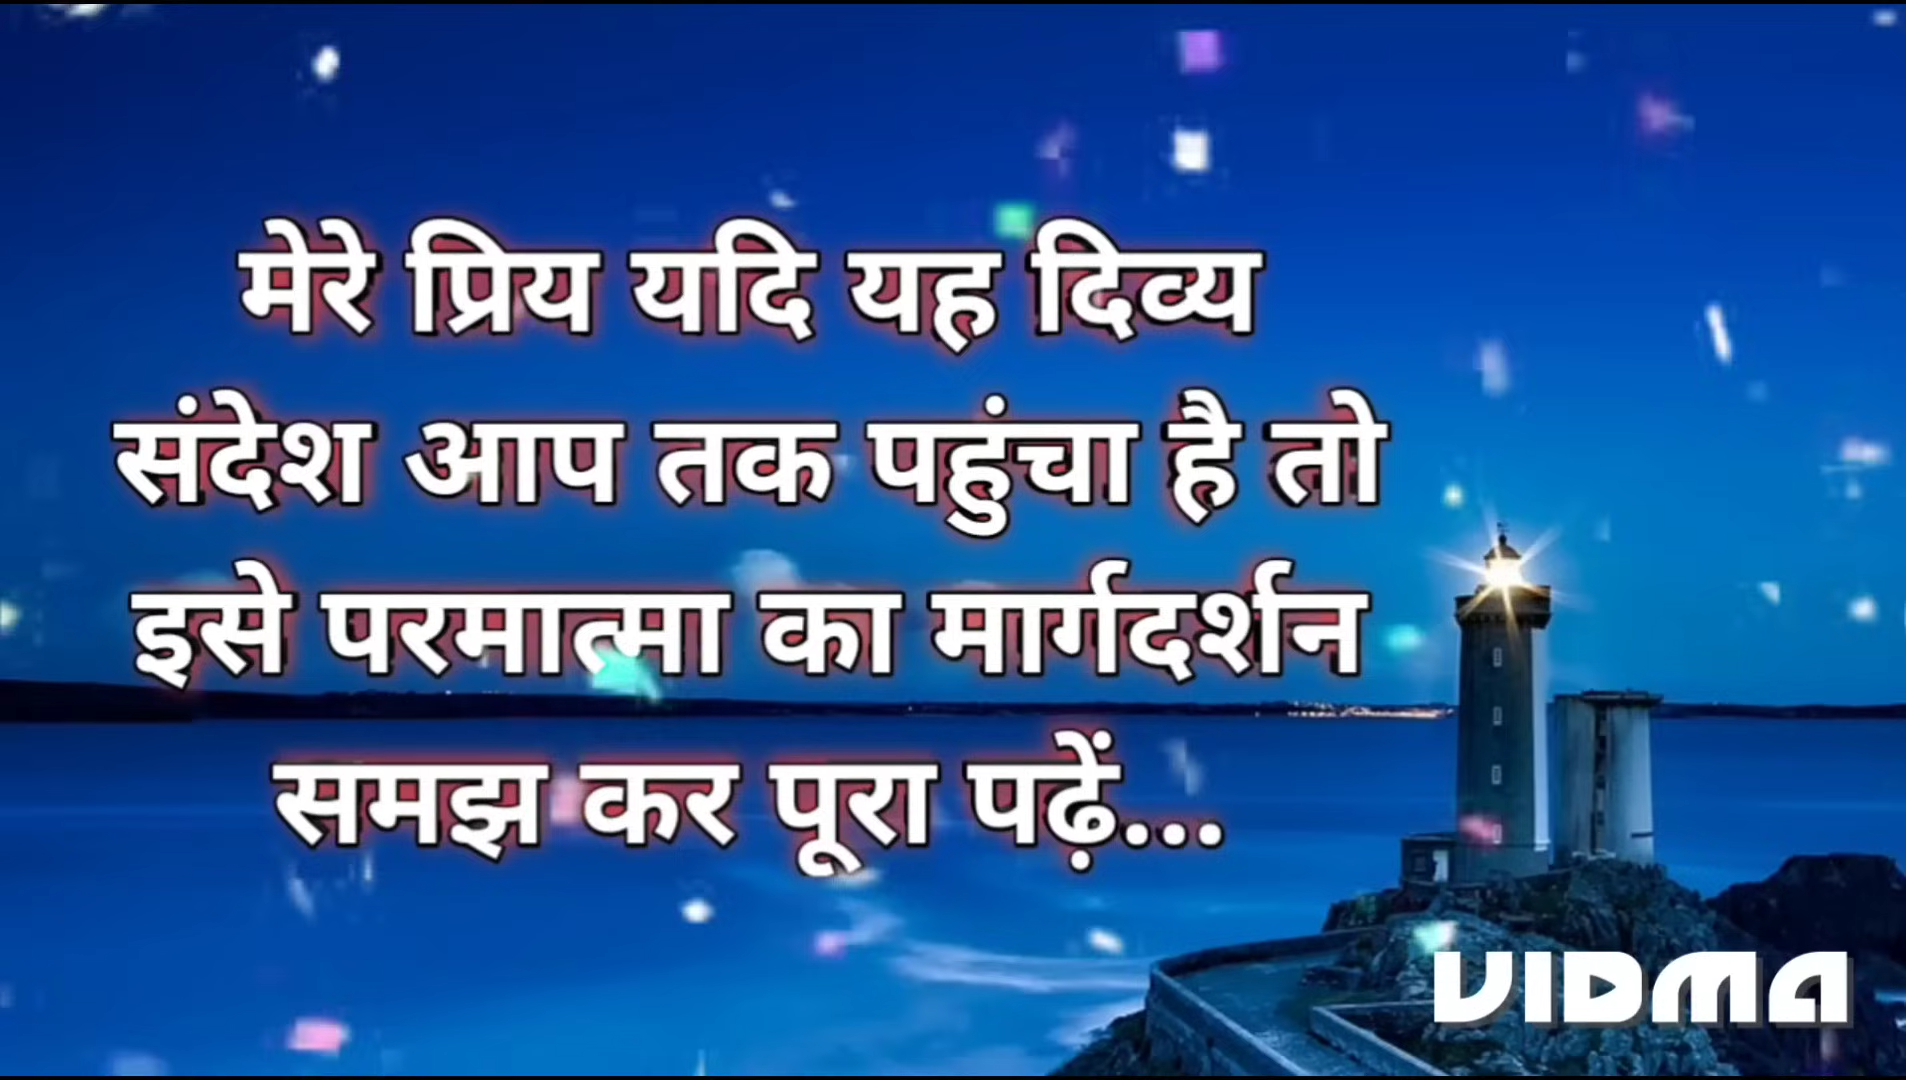 मेरे प्रिय यदि यह दिव्य
संदेश आप तक पहुंचा है तो
इसे परमात्मा का मार्गदर्शन
समझ कर पूरा पढ़ें...
VIDMA